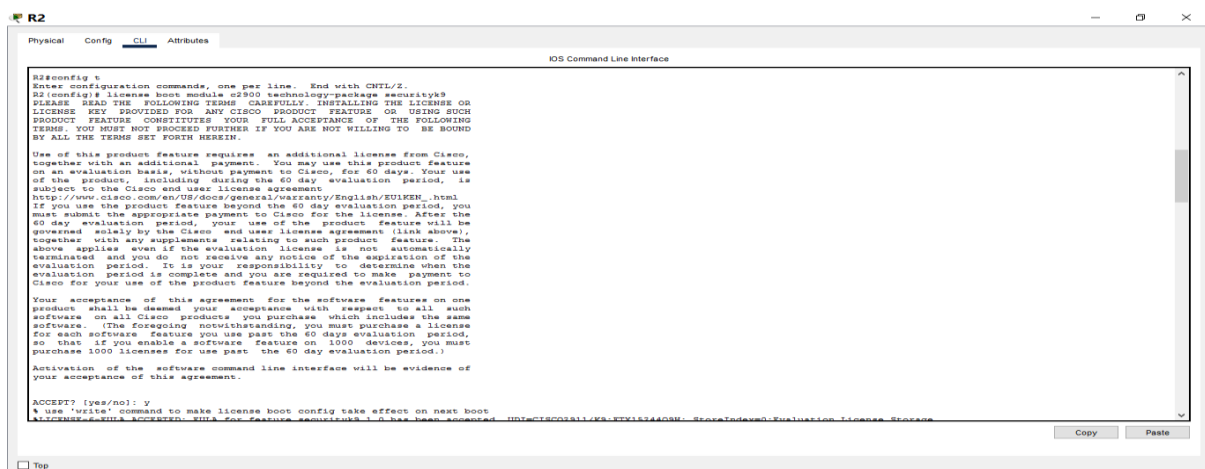 R2
Physical Config CLI Attributes
IOS Command Line Interface
R2#config t
Enter configuration commands, one per line. End with CNTL/Z.
R2(config)# license boot module c2900 technology-package securityk9
PLEASE READ THE FOLLOWING TERMS CAREFULLY. INSTALLING THE LICENSE OR
LICENSE KEY PROVIDED FOR ANY CISCO PRODUCT FEATURE OR USING SUCH
PRODUCT FEATURE CONSTITUTES YOUR FULL ACCEPTANCE OF THE FOLLOWING
TERMS. YOU MUST NOT PROCEED FURTHER IF YOU ARE NOT WILLING TO BE BOUND
BY ALL THE TERMS SET FORTH HEREIN.
Use of this product feature requires an additional license from Cisco,
together with an additional payment. You may use this product feature
on an evaluation basis, without payment to Cisco, for 60 days. Your use
of the product, including during the 60 day evaluation period, is
subject to the Cisco end user license agreement
http://www.cisco.com/en/US/docs/general/warranty/English/EU1KEN_.html
If you use the product feature beyond the 60 day evaluation period, you
must submit the appropriate payment to Cisco for the license. After the
60 day evaluation period, your use of the product feature will be
governed solely by the Cisco end user license agreement (link above),
together with any supplements relating to such product feature. The
above applies even if the evaluation license is not automatically
terminated and you do not receive any notice of the expiration of the
evaluation period. It is your responsibility to determine when the
evaluation period is complete and you are required to make payment to
Cisco for your use of the product feature beyond the evaluation period.
Your acceptance of this agreement for the software features on one
product shall be deemed your acceptance with respect to all such
software on all Cisco products you purchase which includes the same
software. (The foregoing notwithstanding, you must purchase a license
for each software feature you use past the 60 days evaluation period,
so that if you enable a software feature on 1000 devices, you must
purchase 1000 licenses for use past the 60 day evaluation period.)
Activation of the software command line interface will be evidence of
your acceptance of this agreement.
ACCEPT? [yes/no]: y
% use 'write' command to make license boot config take effect on next boot
%LICENSE-6-EULA_ACCEPTED: EULA for feature securityk9 1.0 has been accepted. StoreIndex=0:Evaluation License Storage
Copy Paste
Top